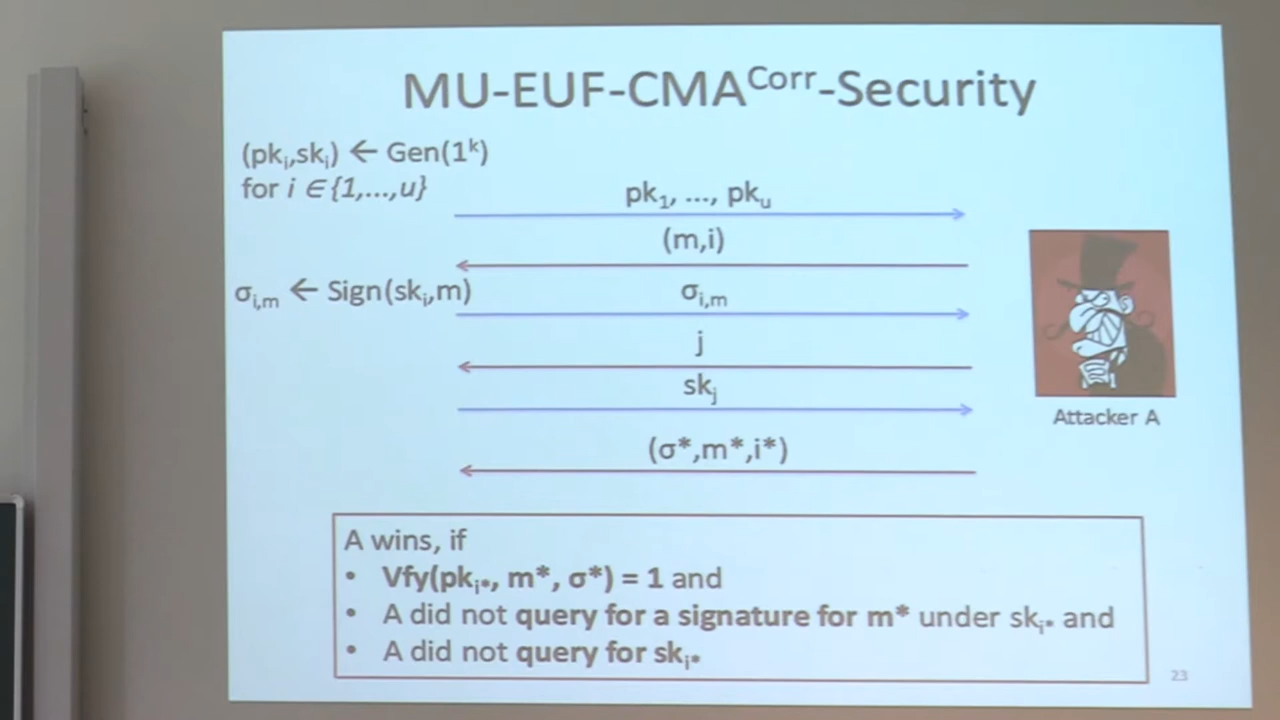 MU-EUF-CMA^Corr-Security
(pk_i,sk_i) ← Gen(1^k)
for i ∈ {1,...,u}
pk_1, ..., pk_u
(m,i)
σ_i,m ← Sign(sk_i,m)
σ_i,m
j
sk_j
Attacker A
(σ*,m*,i*)
A wins, if
• Vfy(pk_i*, m*, σ*) = 1 and
• A did not query for a signature for m* under sk_i* and
• A did not query for sk_i*
23